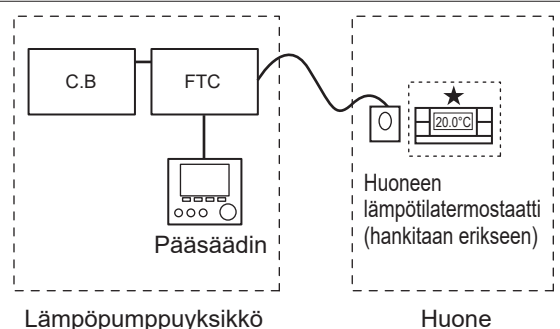 C.B
FTC
20.0°C
Huoneen
lämpötilatermostaatti
(hankitaan erikseen)
Pääsäädin
Lämpöpumppuyksikkö
Huone